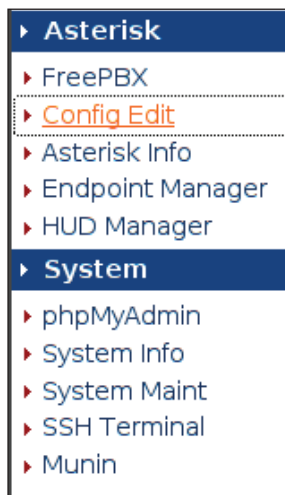 Asterisk
FreePBX
Config Edit
Asterisk Info
Endpoint Manager
HUD Manager
System
phpMyAdmin
System Info
System Maint
SSH Terminal
Munin